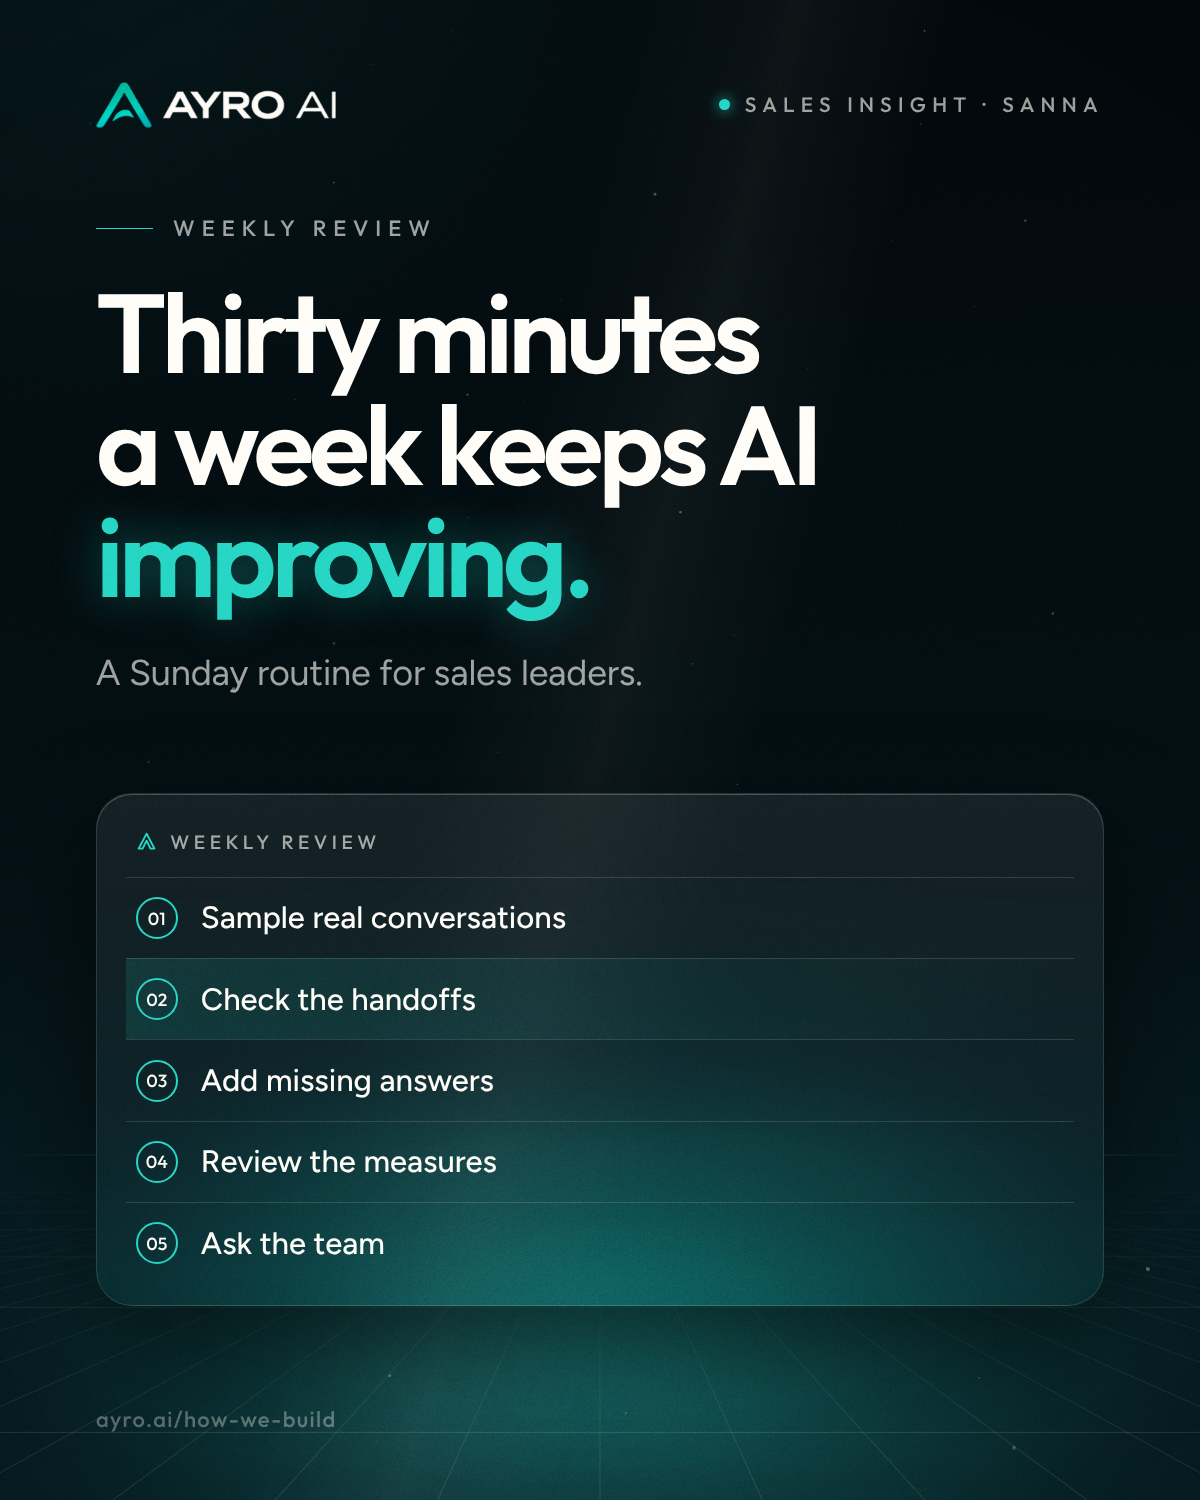 AYRO AI
SALES INSIGHT · SANNA
WEEKLY REVIEW
Thirty minutes
a week keeps AI
improving.
A Sunday routine for sales leaders.
WEEKLY REVIEW
01 Sample real conversations
02 Check the handoffs
03 Add missing answers
04 Review the measures
05 Ask the team
ayro.ai/how-we-build